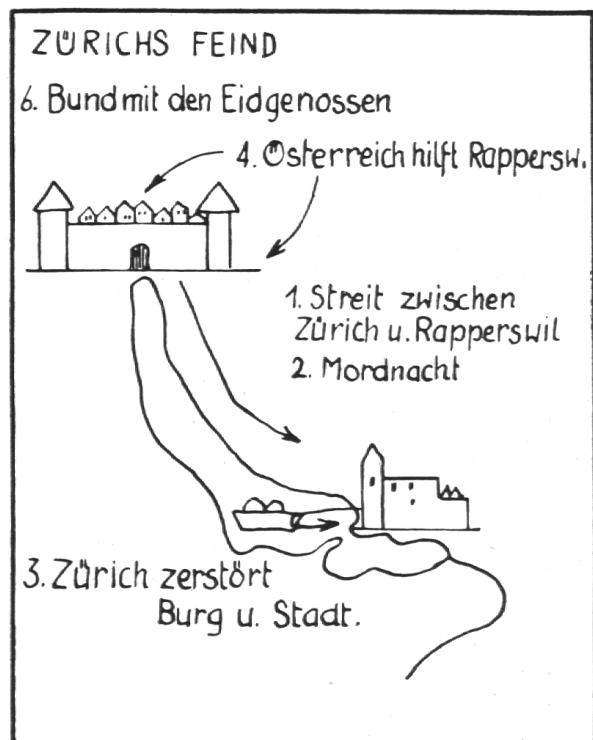 ZÜRICHS FEIND
6. Bund mit den Eidgenossen
4. Österreich hilft Rappersw.
1. Streit zwischen
Zürich u. Rapperswil
2. Mordnacht
3. Zürich zerstört
Burg u. Stadt.